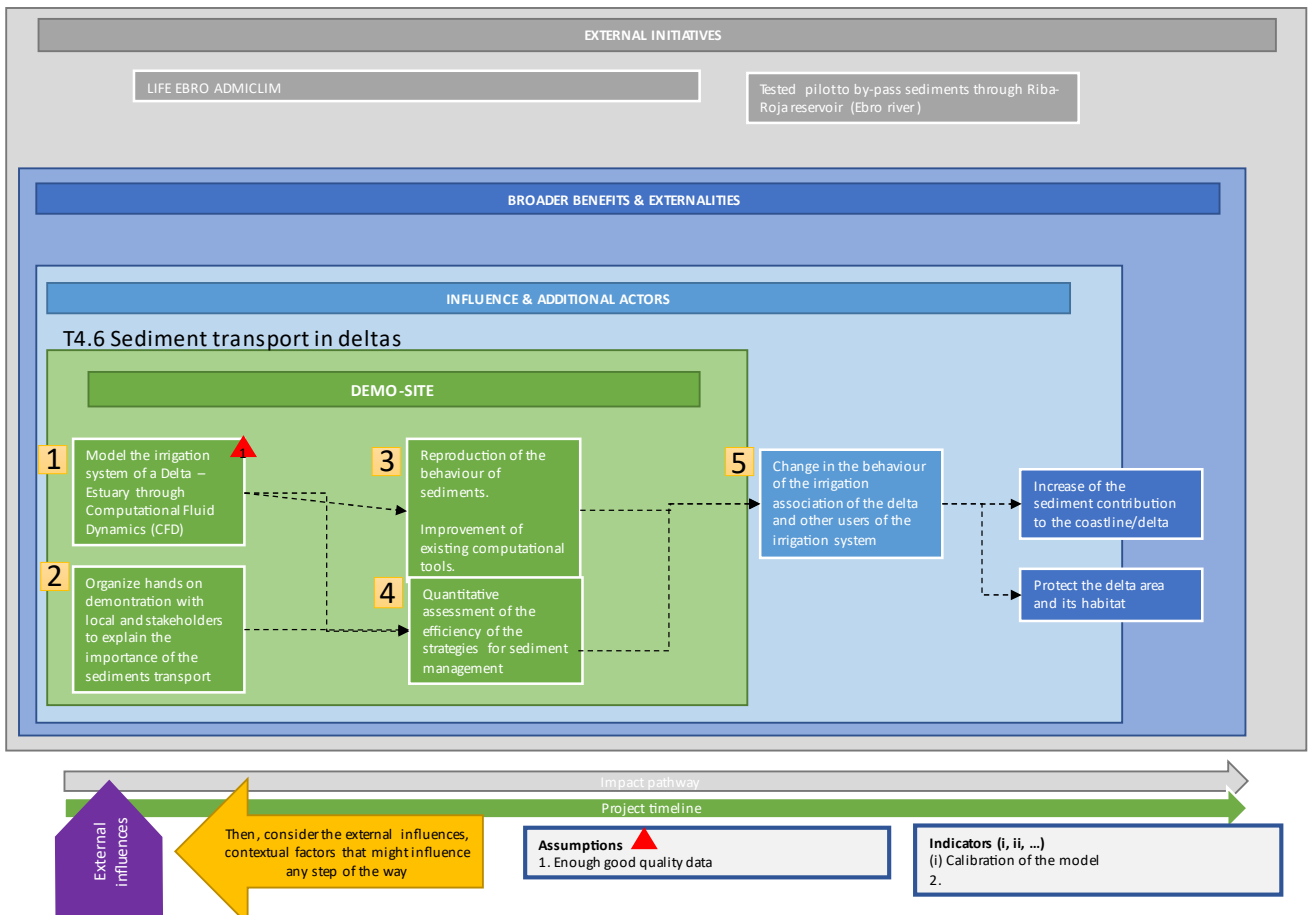 EXTERNAL INITIATIVES
LIFE EBRO ADMICLIM
Tested pilot to by-pass sediments through Riba-
Roja reservoir (Ebro river)
BROADER BENEFITS & EXTERNALITIES
INFLUENCE & ADDITIONAL ACTORS
T4.6 Sediment transport in deltas
DEMO-SITE
1
Model the irrigation
system of a Delta –
Estuary through
Computational Fluid
Dynamics (CFD)
1
2
Organize hands on
demontration with
local and stakeholders
to explain the
importance of the
sediments transport
3
Reproduction of the
behaviour of
sediments.
Improvement of
existing computational
tools.
4
Quantitative
assessment of the
efficiency of the
strategies for sediment
management
5
Change in the behaviour
of the irrigation
association of the delta
and other users of the
irrigation system
Increase of the
sediment contribution
to the coastline/delta
Protect the delta area
and its habitat
Impact pathway
Project timeline
External
influences
Then, consider the external influences,
contextual factors that might influence
any step of the way
Assumptions
1. Enough good quality data
Indicators (i, ii, ...)
(i) Calibration of the model
2.